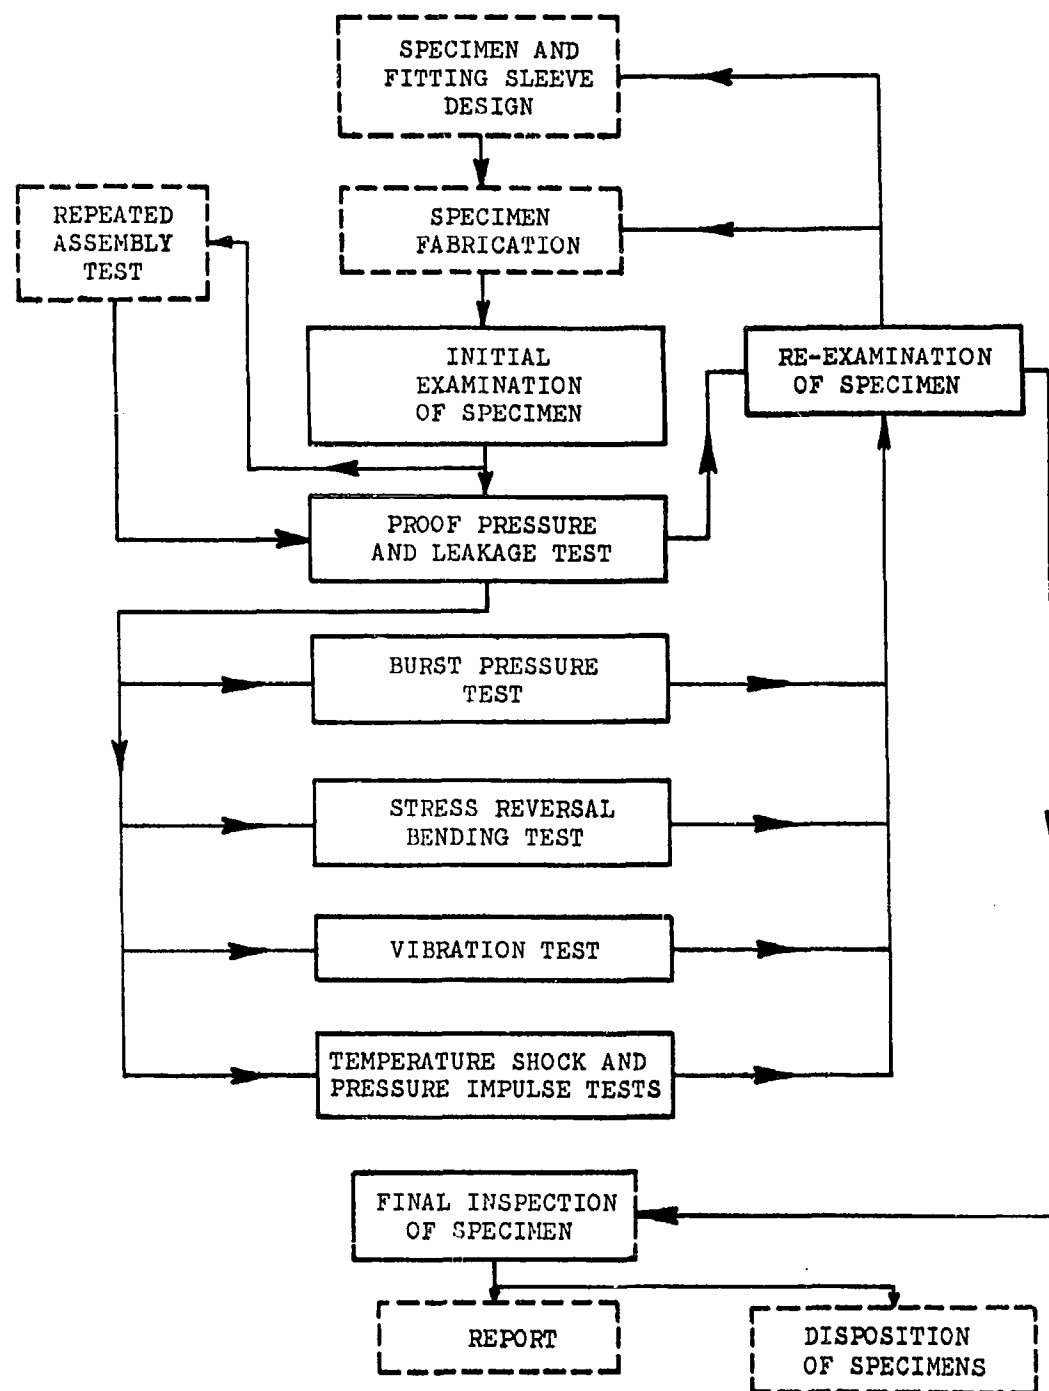 SPECIMEN AND
FITTING SLEEVE
DESIGN
SPECIMEN
FABRICATION
REPEATED
ASSEMBLY
TEST
INITIAL
EXAMINATION
OF SPECIMEN
RE-EXAMINATION
OF SPECIMEN
PROOF PRESSURE
AND LEAKAGE TEST
BURST PRESSURE
TEST
STRESS REVERSAL
BENDING TEST
VIBRATION TEST
TEMPERATURE SHOCK AND
PRESSURE IMPULSE TESTS
FINAL INSPECTION
OF SPECIMEN
REPORT
DISPOSITION
OF SPECIMENS